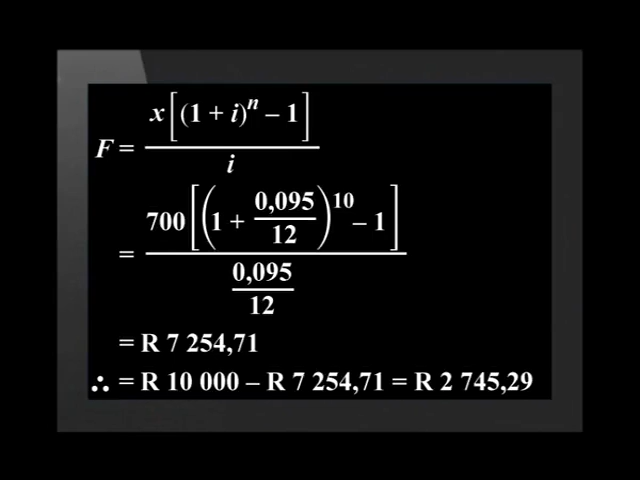 F = x[(1 + i)^n – 1] / i
= 700[(1 + 0,095/12)^10 – 1] / (0,095/12)
= R 7 254,71
∴ = R 10 000 – R 7 254,71 = R 2 745,29